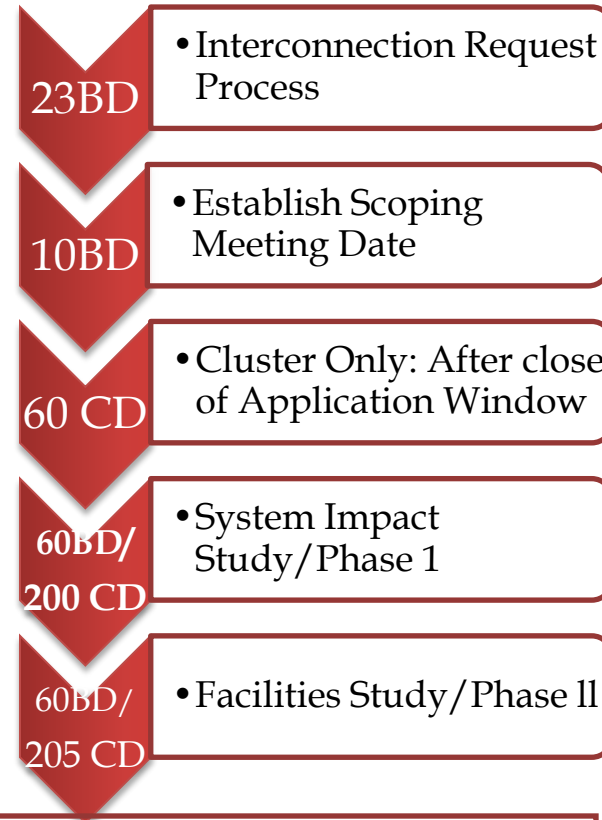 23BD
•Interconnection Request
Process
10BD
•Establish Scoping
Meeting Date
60 CD
•Cluster Only: After close
of Application Window
60BD/
200 CD
•System Impact
Study/Phase 1
60BD/
205 CD
•Facilities Study/Phase ll